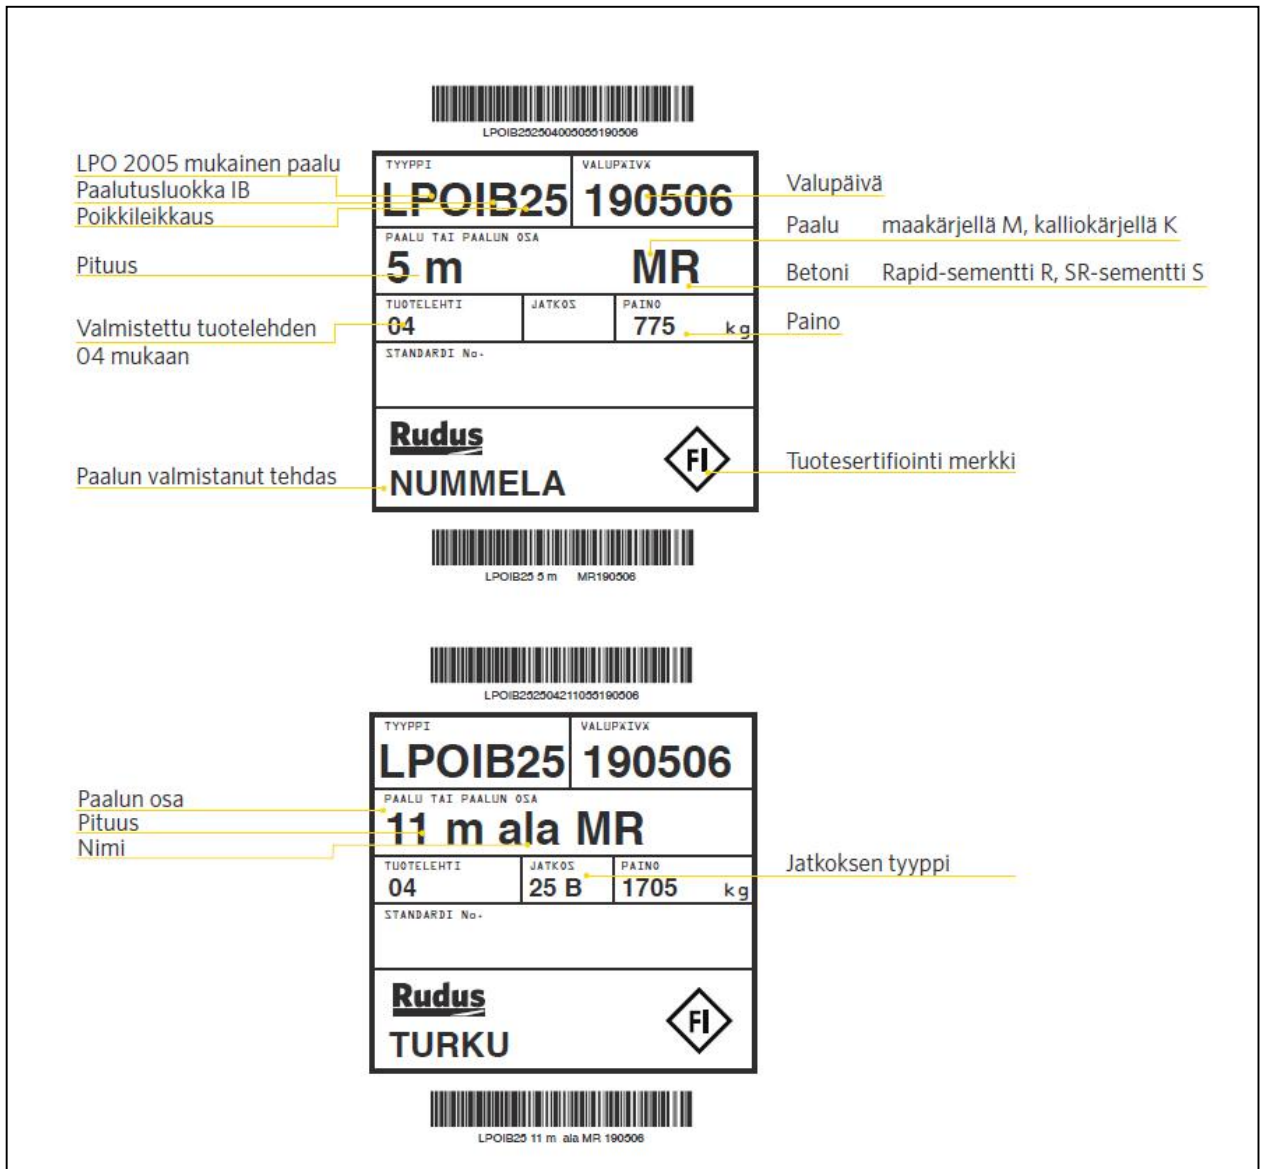 LPOIB252504005055190506
LPO 2005 mukainen paalu
Paalutusluokka IB
Poikkileikkaus
TYYPPI
VALUPÄIVÄ
LPOIB25
190506
Valupäivä
PAALU TAI PAALUN OSA
5 m
MR
Pituus
Paalu maakärjellä M, kalliokärjellä K
Betoni Rapid-sementti R, SR-sementti S
TUOTELEHTI
JATKOS
PAINO
04
775 kg
Valmistettu tuotelehden
04 mukaan
Paino
STANDARDI No.
Rudus
NUMMELA
FI
Paalun valmistanut tehdas
Tuotesertifiointi merkki
LPOIB25 5 m MR190506
LPOIB252504211055190506
TYYPPI
VALUPÄIVÄ
LPOIB25
190506
PAALU TAI PAALUN OSA
11 m ala MR
Paalun osa
Pituus
Nimi
TUOTELEHTI
JATKOS
PAINO
04
25 B
1705 kg
Jatkoksen tyyppi
STANDARDI No.
Rudus
TURKU
FI
LPOIB25 11 m ala MR 190506